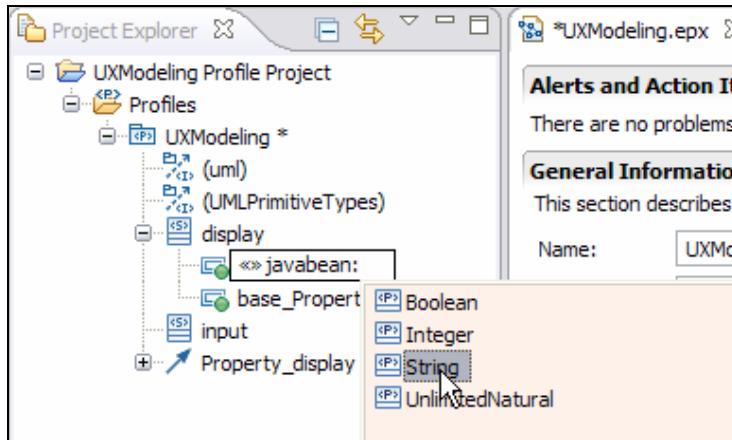 Project Explorer
*UXModeling.epx
UXModeling Profile Project
<P>
Profiles
<P> UXModeling *
<I> (uml)
<I> (UMLPrimitiveTypes)
<S> display
«» javabean:
base_Propert
<S> input
Property_display
<P> Boolean
<P> Integer
<P> String
<P> UnlimitedNatural
Alerts and Action It
There are no problems
General Informatio
This section describes
Name: UXMo